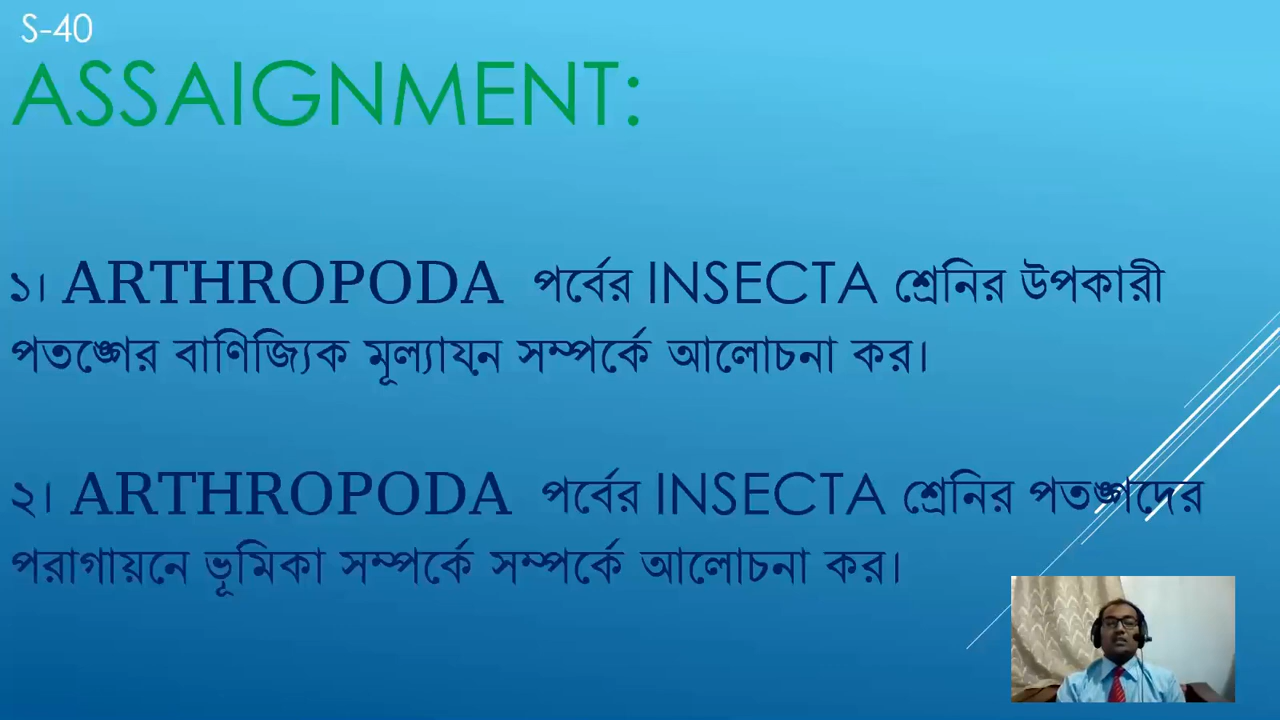 S-40
ASSAIGNMENT:
১। ARTHROPODA পর্বের INSECTA শ্রেনির উপকারী
পতঙ্গের বাণিজ্যিক মূল্যায়ন সম্পর্কে আলোচনা কর।
২। ARTHROPODA পর্বের INSECTA শ্রেনির পতঙ্গদের
পরাগায়নে ভূমিকা সম্পর্কে সম্পর্কে আলোচনা কর।